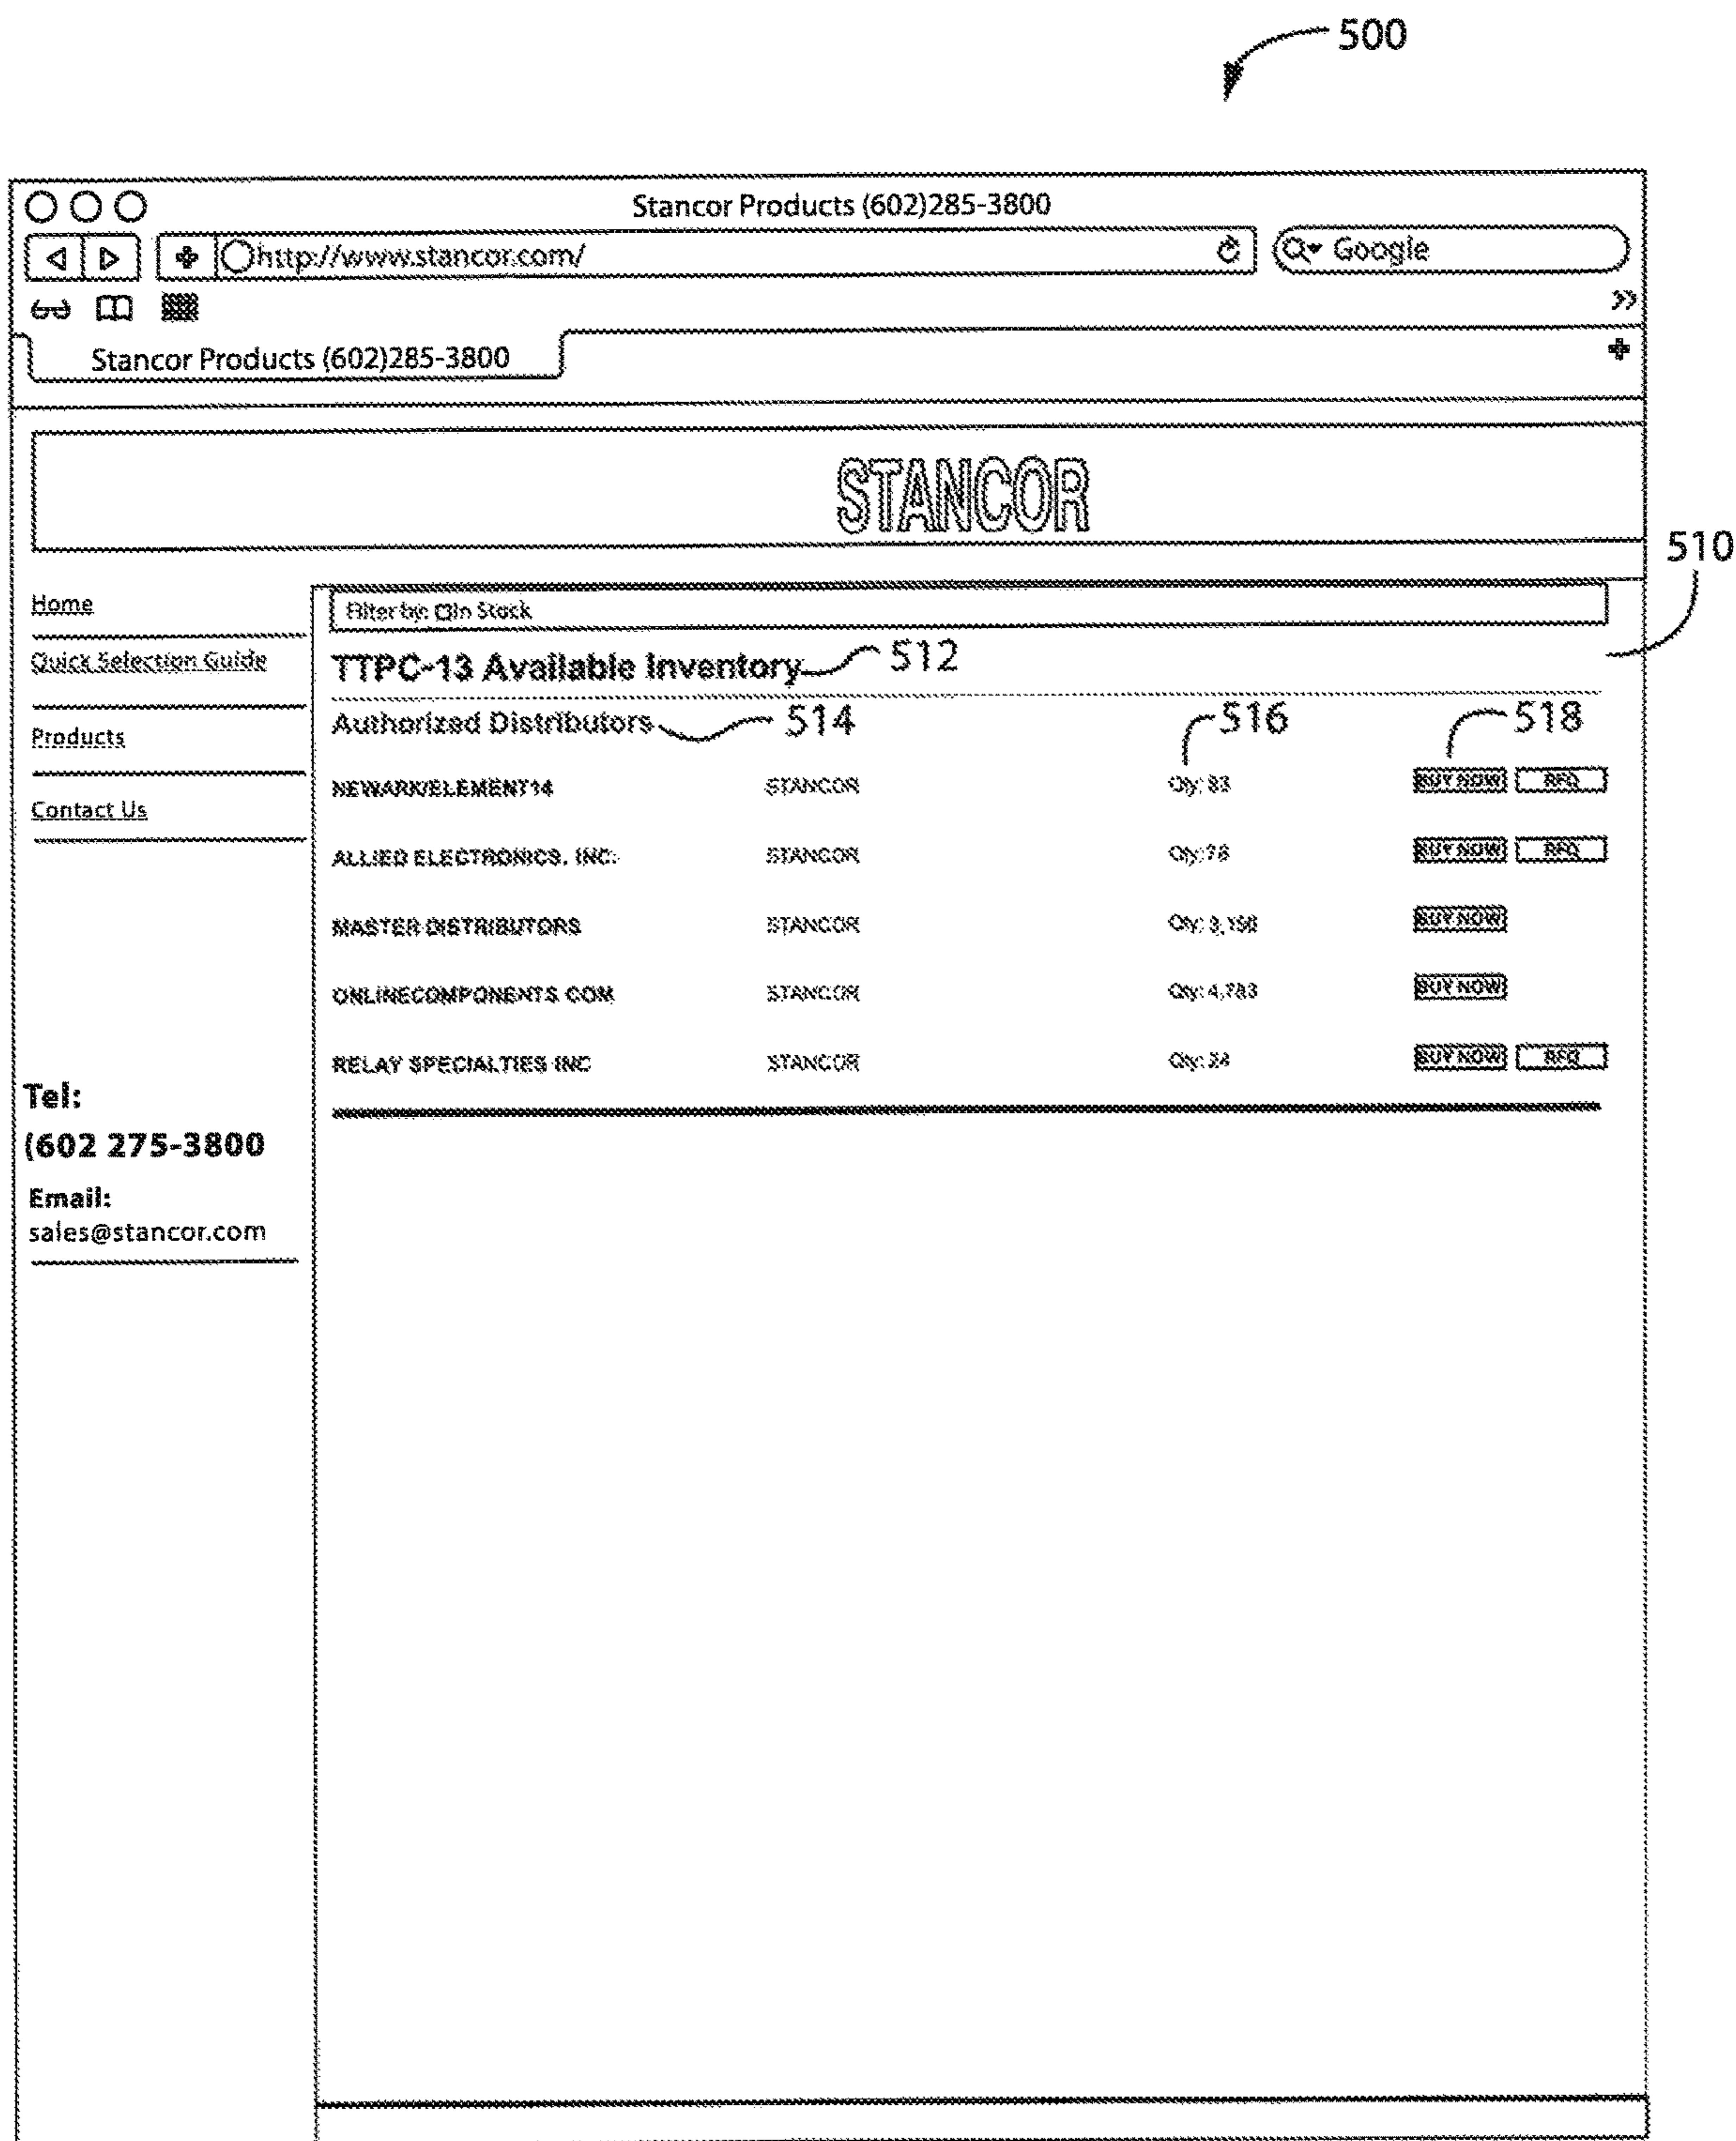 500
Stancor Products (602)285-3800
http://www.stancor.com/
Google
Stancor Products (602)285-3800
STANCOR
510
Home
Quick Selection Guide
Products
Contact Us
Tel:
(602 275-3800
Email:
sales@stancor.com
Filter by: In Stock
TTPC-13 Available Inventory 512
Authorized Distributors 514 516 518
NEWARK/ELEMENT14 STANCOR Qty: 83 BUY NOW RFQ
ALLIED ELECTRONICS, INC. STANCOR Qty: 78 BUY NOW RFQ
MASTER DISTRIBUTORS STANCOR Qty: BUY NOW
ONLINECOMPONENTS COM STANCOR Qty: 4,783 BUY NOW
RELAY SPECIALTIES INC STANCOR Qty: BUY NOW RFQ